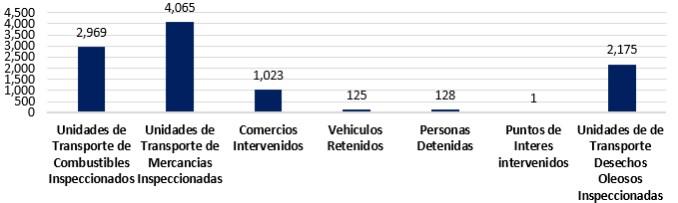 4,500
4,000
3,500
3,000
2,500
2,000
1,500
1,000
500
0
2,969
4,065
1,023
125
128
1
2,175
Unidades de
Transporte de
Combustibles
Inspeccionados
Unidades de
Transporte de
Mercancias
Inspeccionadas
Comercios
Intervenidos
Vehiculos
Retenidos
Personas
Detenidas
Puntos de
Interes
intervenidos
Unidades de de
Transporte
Desechos
Oleosos
Inspeccionadas